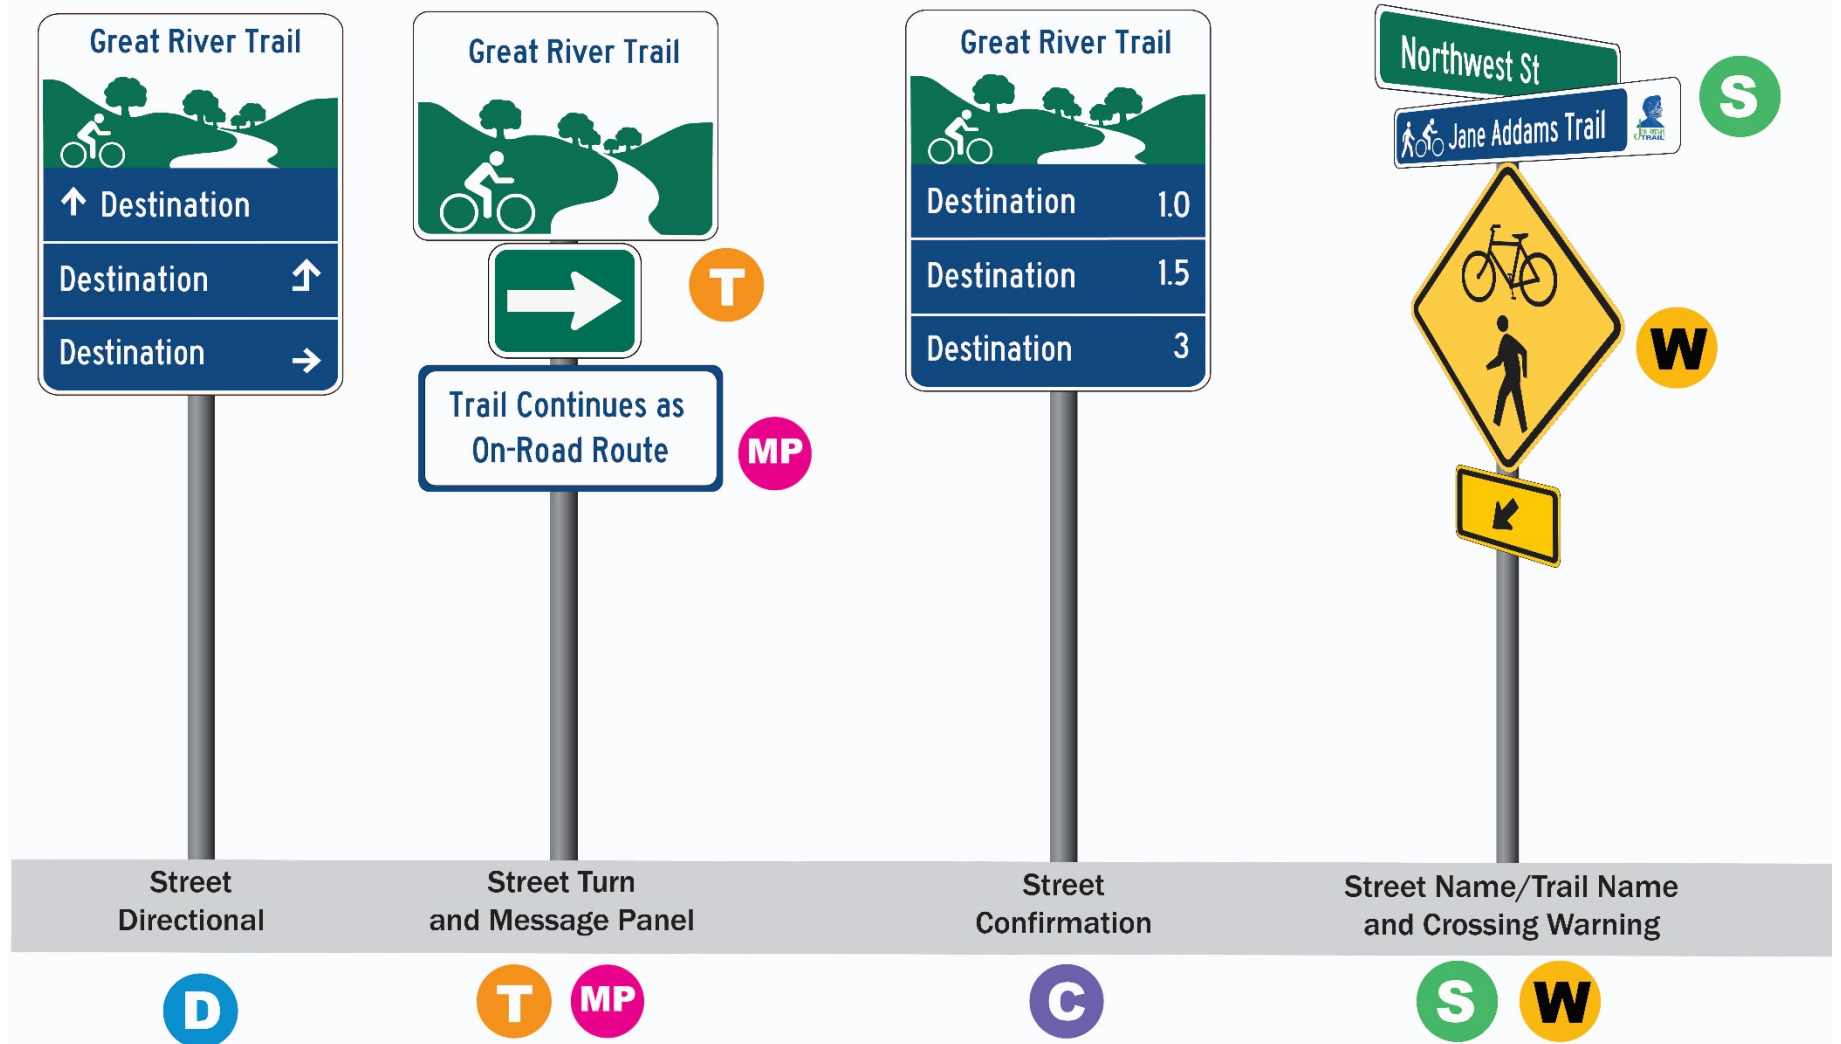 Great River Trail
Destination
Destination
Destination
Great River Trail
T
Trail Continues as
On-Road Route
MP
Great River Trail
Destination 1.0
Destination 1.5
Destination 3
Northwest St
Jane Addams Trail
TRAIL
S
W
Street
Directional
Street Turn
and Message Panel
Street
Confirmation
Street Name/Trail Name
and Crossing Warning
D
T
MP
C
S
W